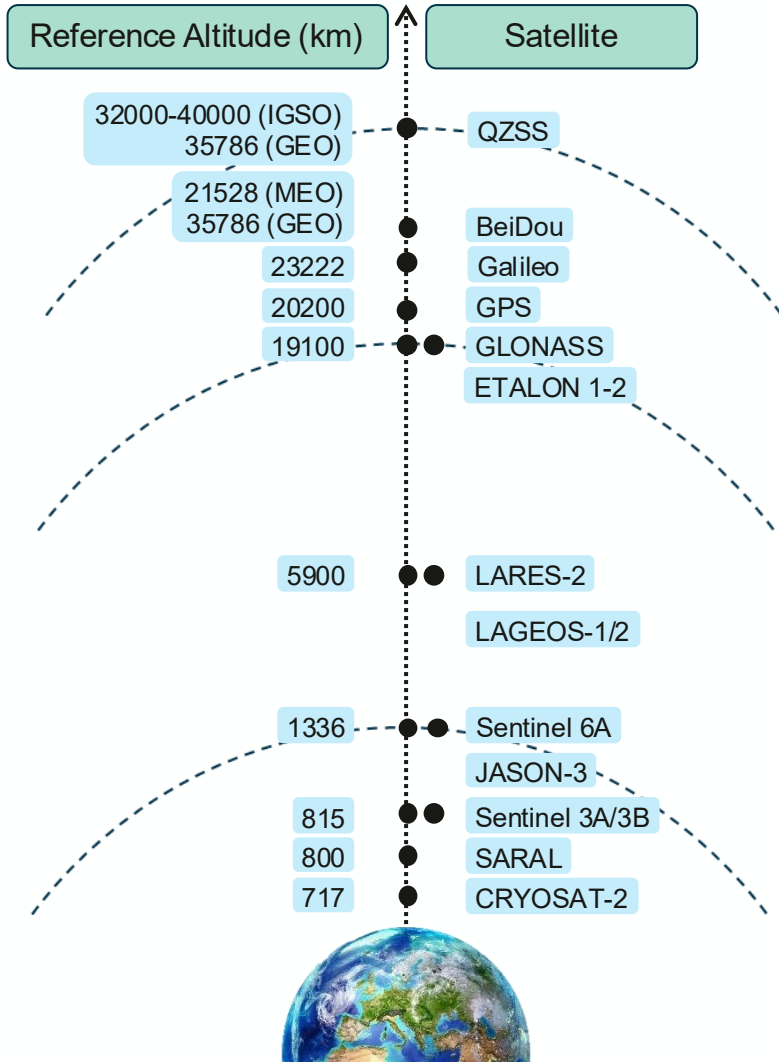 Reference Altitude (km)
Satellite
32000-40000 (IGSO)
35786 (GEO)
QZSS
21528 (MEO)
35786 (GEO)
BeiDou
23222
Galileo
20200
GPS
19100
GLONASS
ETALON 1-2
5900
LARES-2
LAGEOS-1/2
1336
Sentinel 6A
JASON-3
815
Sentinel 3A/3B
800
SARAL
717
CRYOSAT-2